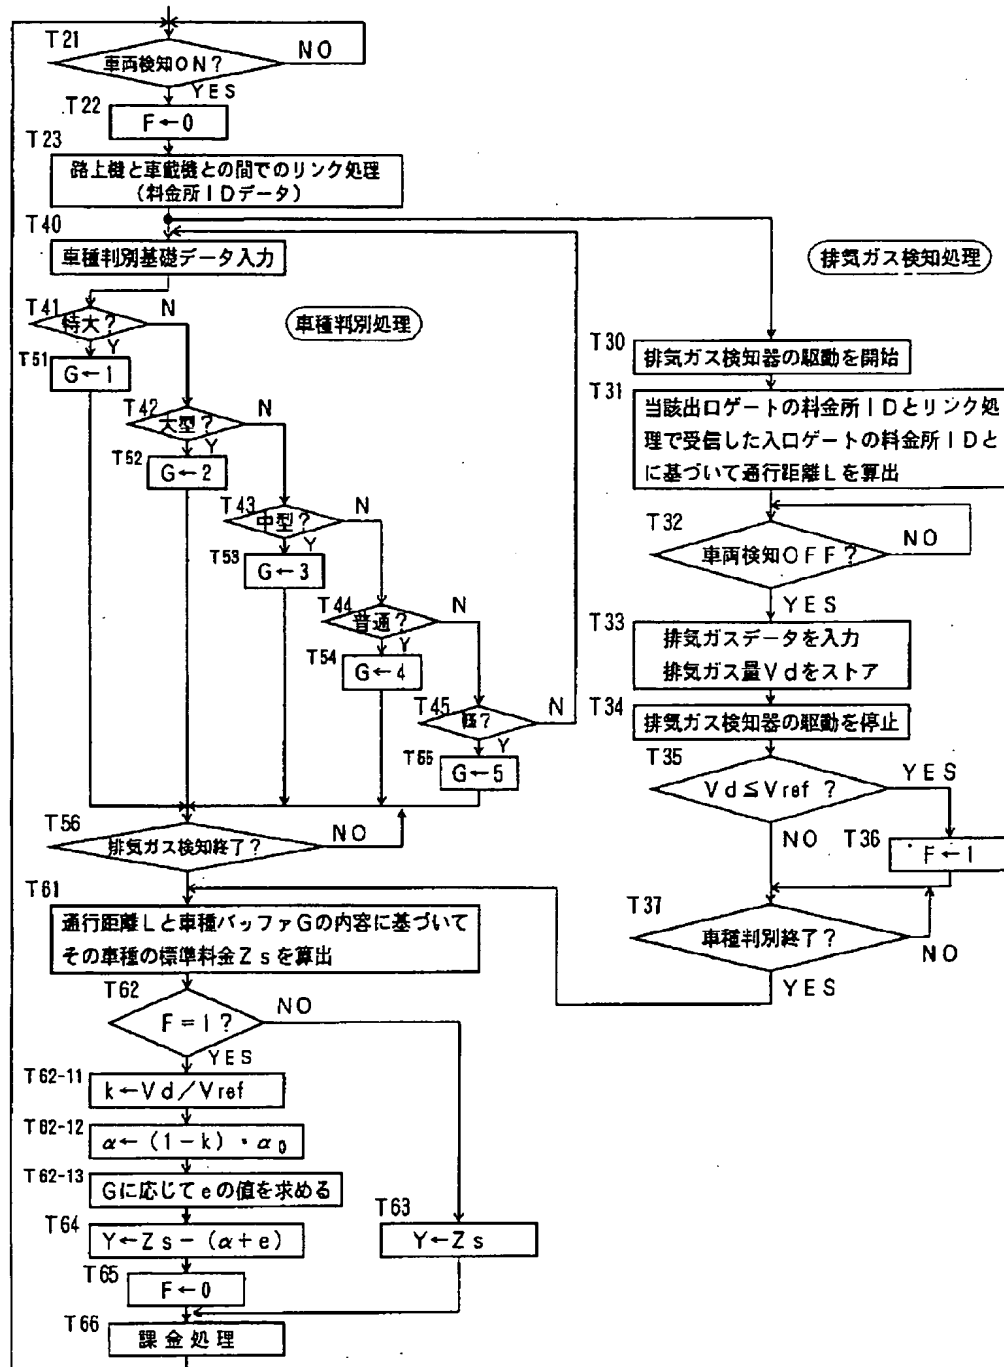 T21
車両検知ON?
NO
YES
T22
F←0
T23
路上機と車載機との間でのリンク処理
(料金所IDデータ)
T40
車種判別基礎データ入力
車種判別処理
T41
特大?
N
Y
T51
G←1
T42
大型?
N
Y
T52
G←2
T43
中型?
N
Y
T53
G←3
T44
普通?
N
Y
T54
G←4
T45
軽?
N
Y
T55
G←5
T56
排気ガス検知終了?
NO
排気ガス検知処理
T30
排気ガス検知器の駆動を開始
T31
当該出口ゲートの料金所IDとリンク処
理で受信した入口ゲートの料金所IDと
に基づいて通行距離Lを算出
T32
車両検知OFF?
NO
YES
T33
排気ガスデータを入力
排気ガス量Vdをストア
T34
排気ガス検知器の駆動を停止
T35
Vd≦Vref?
YES
NO
T36
F←1
T37
車種判別終了?
NO
YES
T61
通行距離Lと車種バッファGの内容に基づいて
その車種の標準料金Zsを算出
T62
F=1?
NO
YES
T62-11
k←Vd/Vref
T62-12
α←(1-k)・α0
T62-13
Gに応じてeの値を求める
T63
Y←Zs
T64
Y←Zs-(α+e)
T65
F←0
T66
課金処理